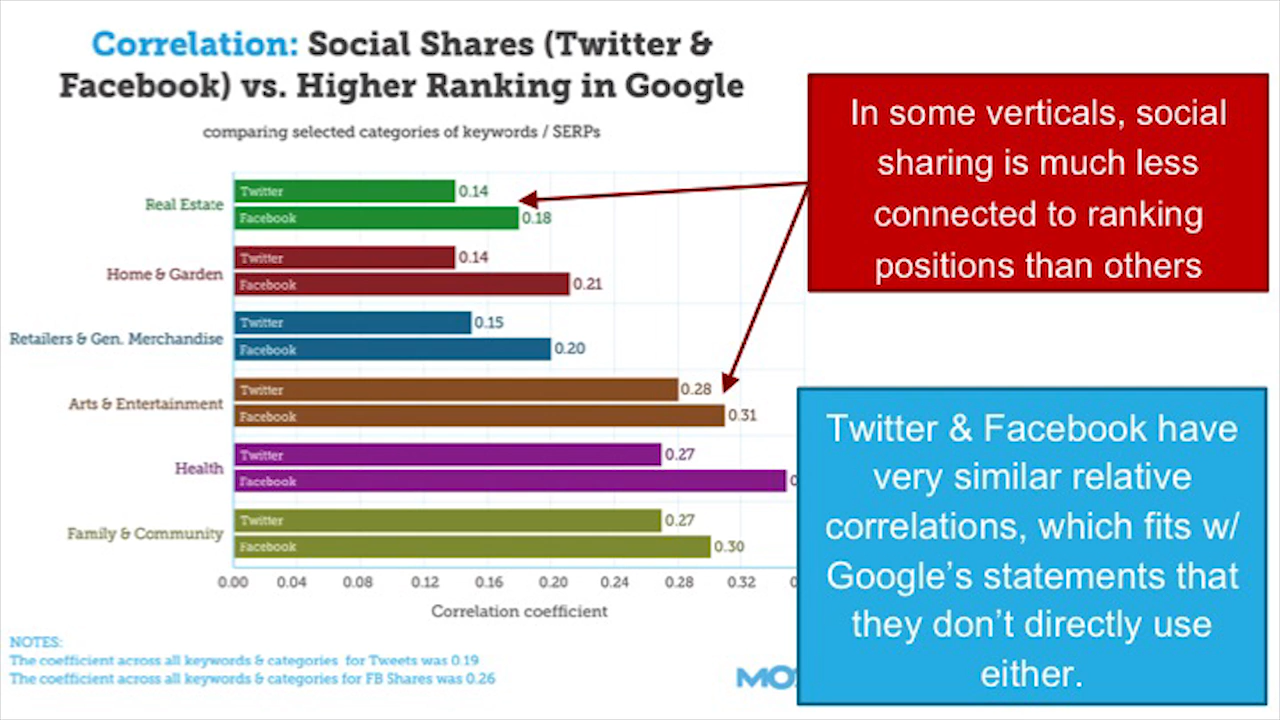 Correlation: Social Shares (Twitter &
Facebook) vs. Higher Ranking in Google
comparing selected categories of keywords / SERPs
Real Estate
Twitter 0.14
Facebook 0.18
Home & Garden
Twitter 0.14
Facebook 0.21
Retailers & Gen. Merchandise
Twitter 0.15
Facebook 0.20
Arts & Entertainment
Twitter 0.28
Facebook 0.31
Health
Twitter 0.27
Facebook
Family & Community
Twitter 0.27
Facebook 0.30
0.00 0.04 0.08 0.12 0.16 0.20 0.24 0.28 0.32
Correlation coefficient
NOTES:
The coefficient across all keywords & categories for Tweets was 0.19
The coefficient across all keywords & categories for FB Shares was 0.26
In some verticals, social
sharing is much less
connected to ranking
positions than others
Twitter & Facebook have
very similar relative
correlations, which fits w/
Google's statements that
they don't directly use
either.